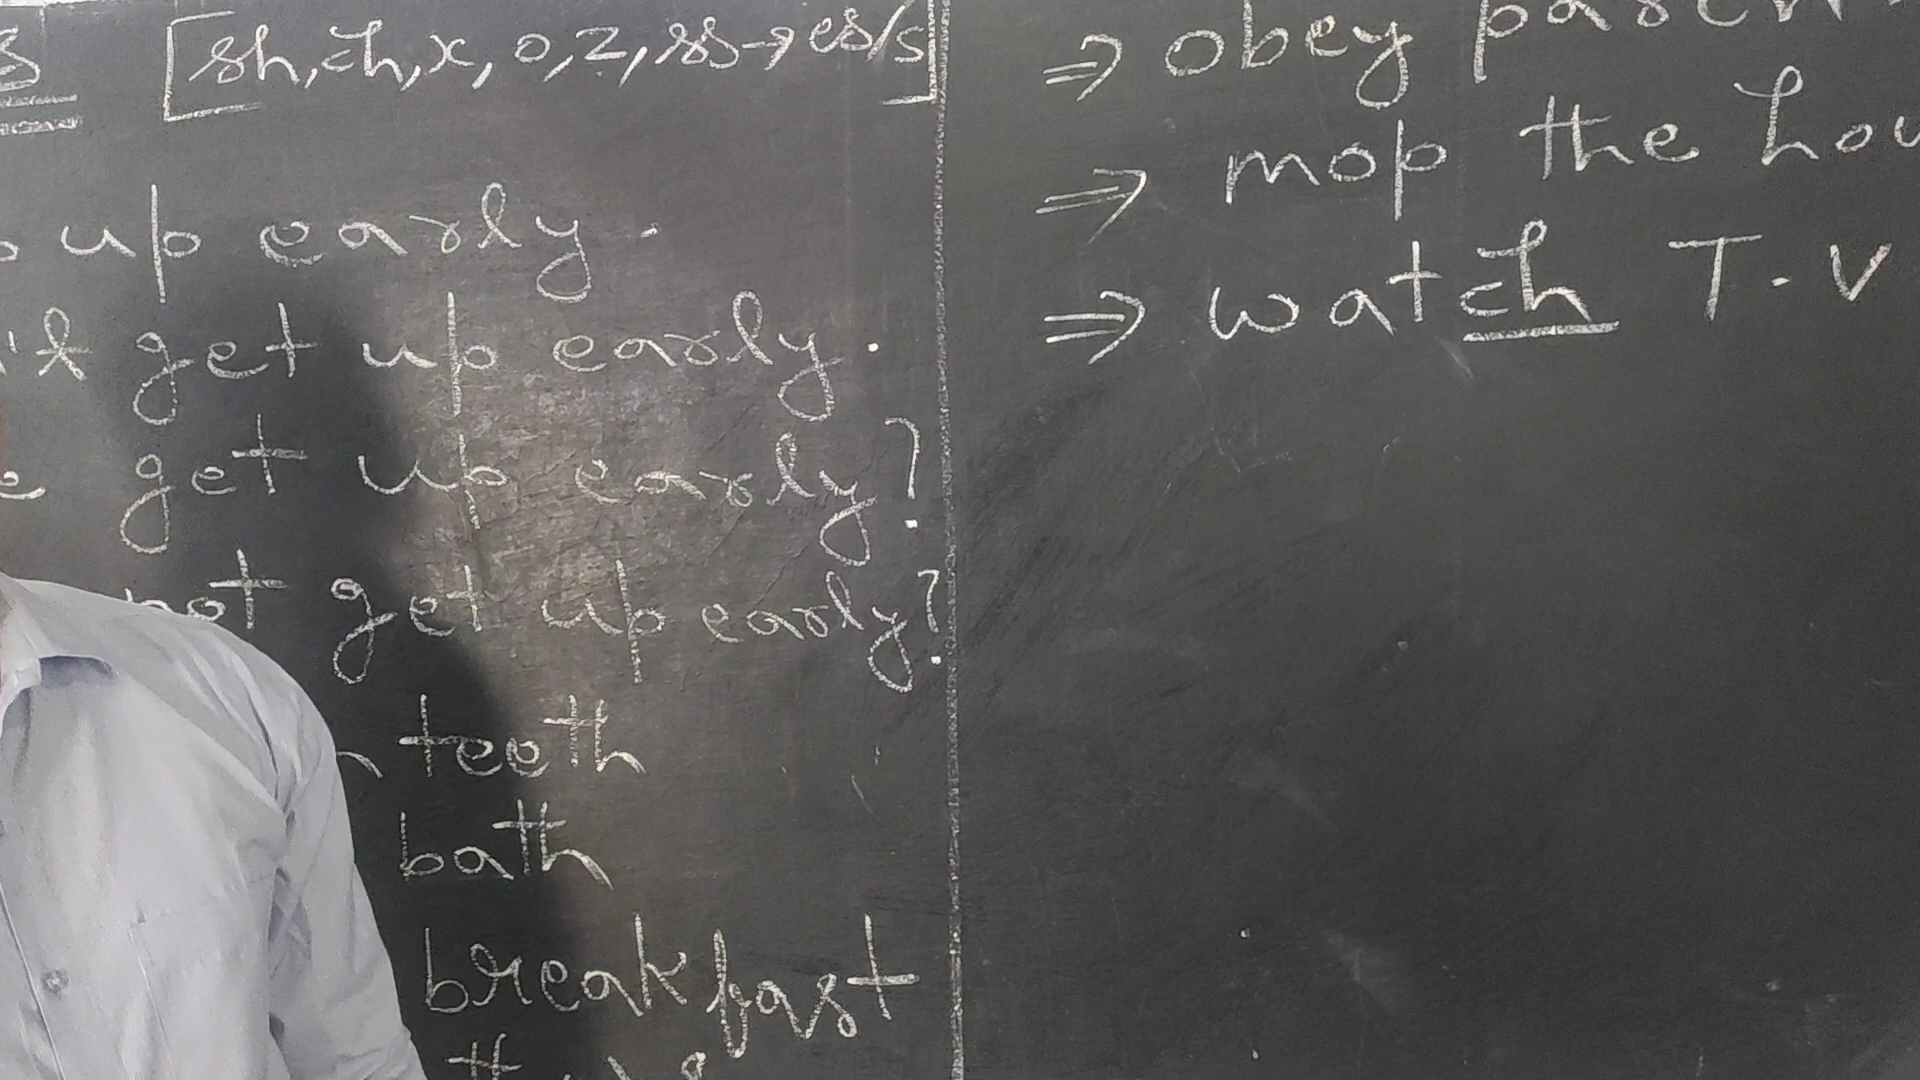 [sh, ch, x, o, z, ss → es/s]
up early.
get up early.
get up early?
not get up early?
teeth
bath
breakfast
⇒ obey
⇒ mop the
⇒ watch T.V